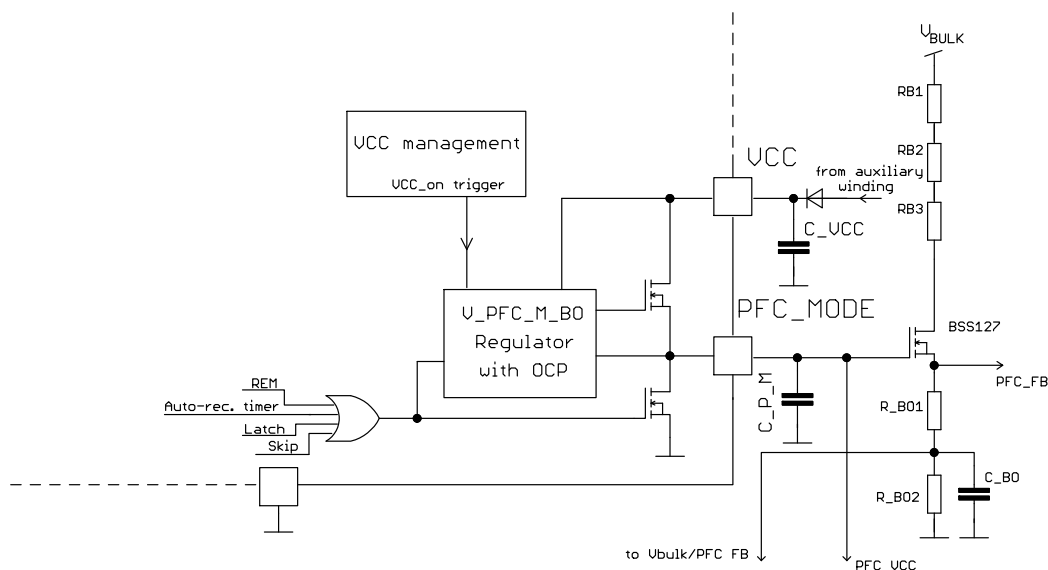 VBULK
RB1
VCC management
VCC_on trigger
VCC
RB2
from auxiliary
winding
RB3
C_VCC
V_PFC_M_BO
Regulator
with OCP
PFC_MODE
BSS127
PFC_FB
REM
Auto-rec. timer
Latch
Skip
C_P_M
R_BO1
C_BO
R_BO2
to Vbulk/PFC FB
PFC VCC